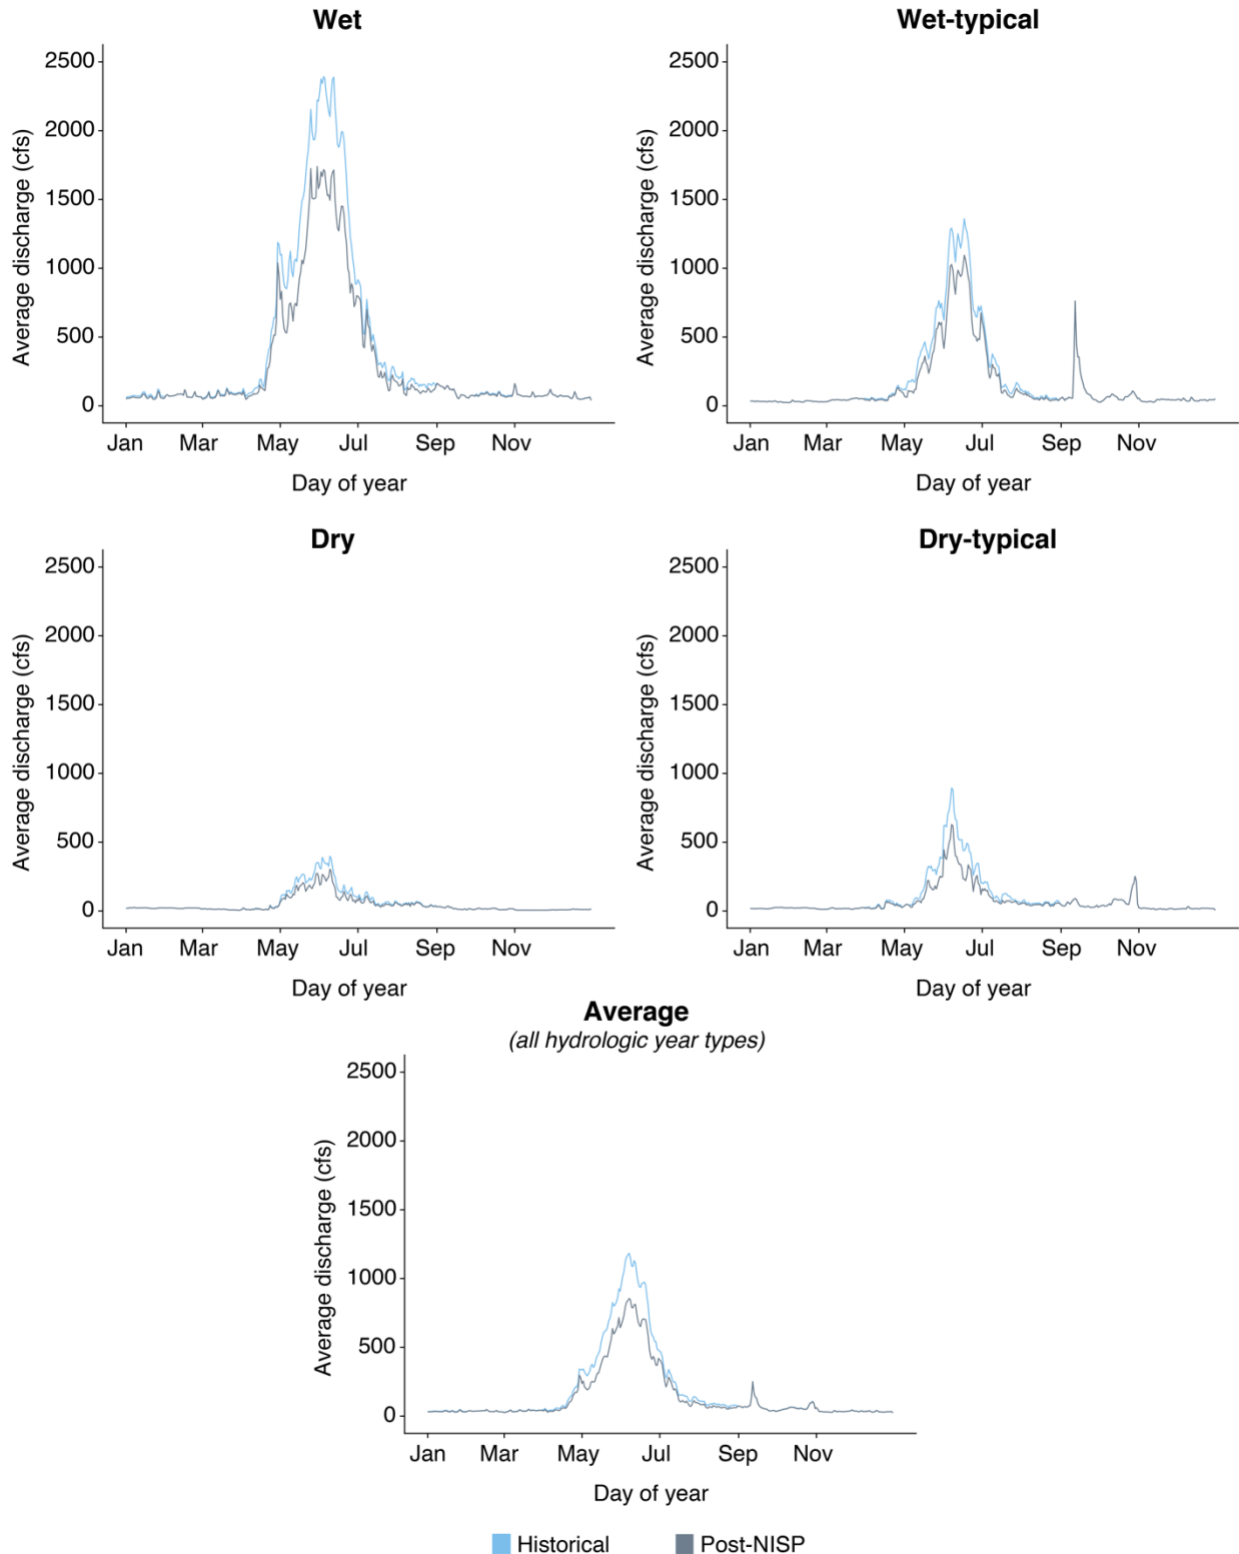 Wet
Average discharge (cfs)
2500
2000
1500
1000
500
0
Jan Mar May Jul Sep Nov
Day of year
Wet-typical
Average discharge (cfs)
2500
2000
1500
1000
500
0
Jan Mar May Jul Sep Nov
Day of year
Dry
Average discharge (cfs)
2500
2000
1500
1000
500
0
Jan Mar May Jul Sep Nov
Day of year
Dry-typical
Average discharge (cfs)
2500
2000
1500
1000
500
0
Jan Mar May Jul Sep Nov
Day of year
Average
(all hydrologic year types)
Average discharge (cfs)
2500
2000
1500
1000
500
0
Jan Mar May Jul Sep Nov
Day of year
Historical Post-NISP